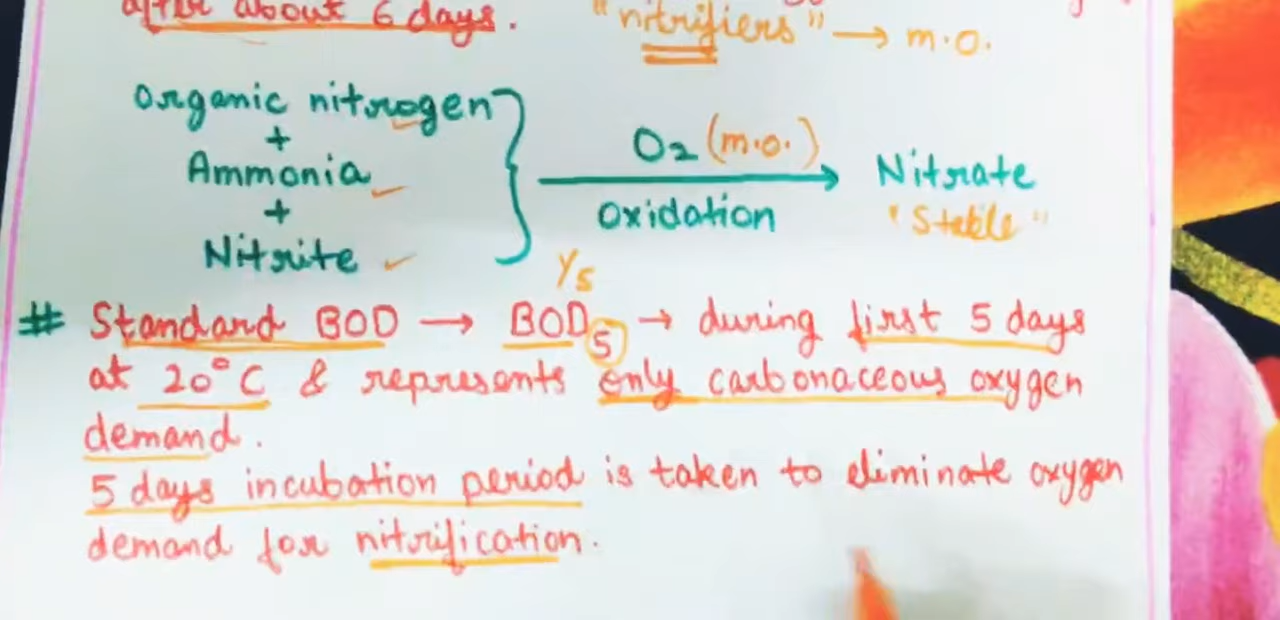 after about 6 days. "nitrifiers" → m.o.
Organic nitrogen
+
Ammonia
+
Nitrite
O2 (m.o.)
Oxidation
Nitrate
"Stable"
Y5
# Standard BOD → BOD5 → during first 5 days
at 20°C & represents only carbonaceous oxygen
demand.
5 days incubation period is taken to eliminate oxygen
demand for nitrification.